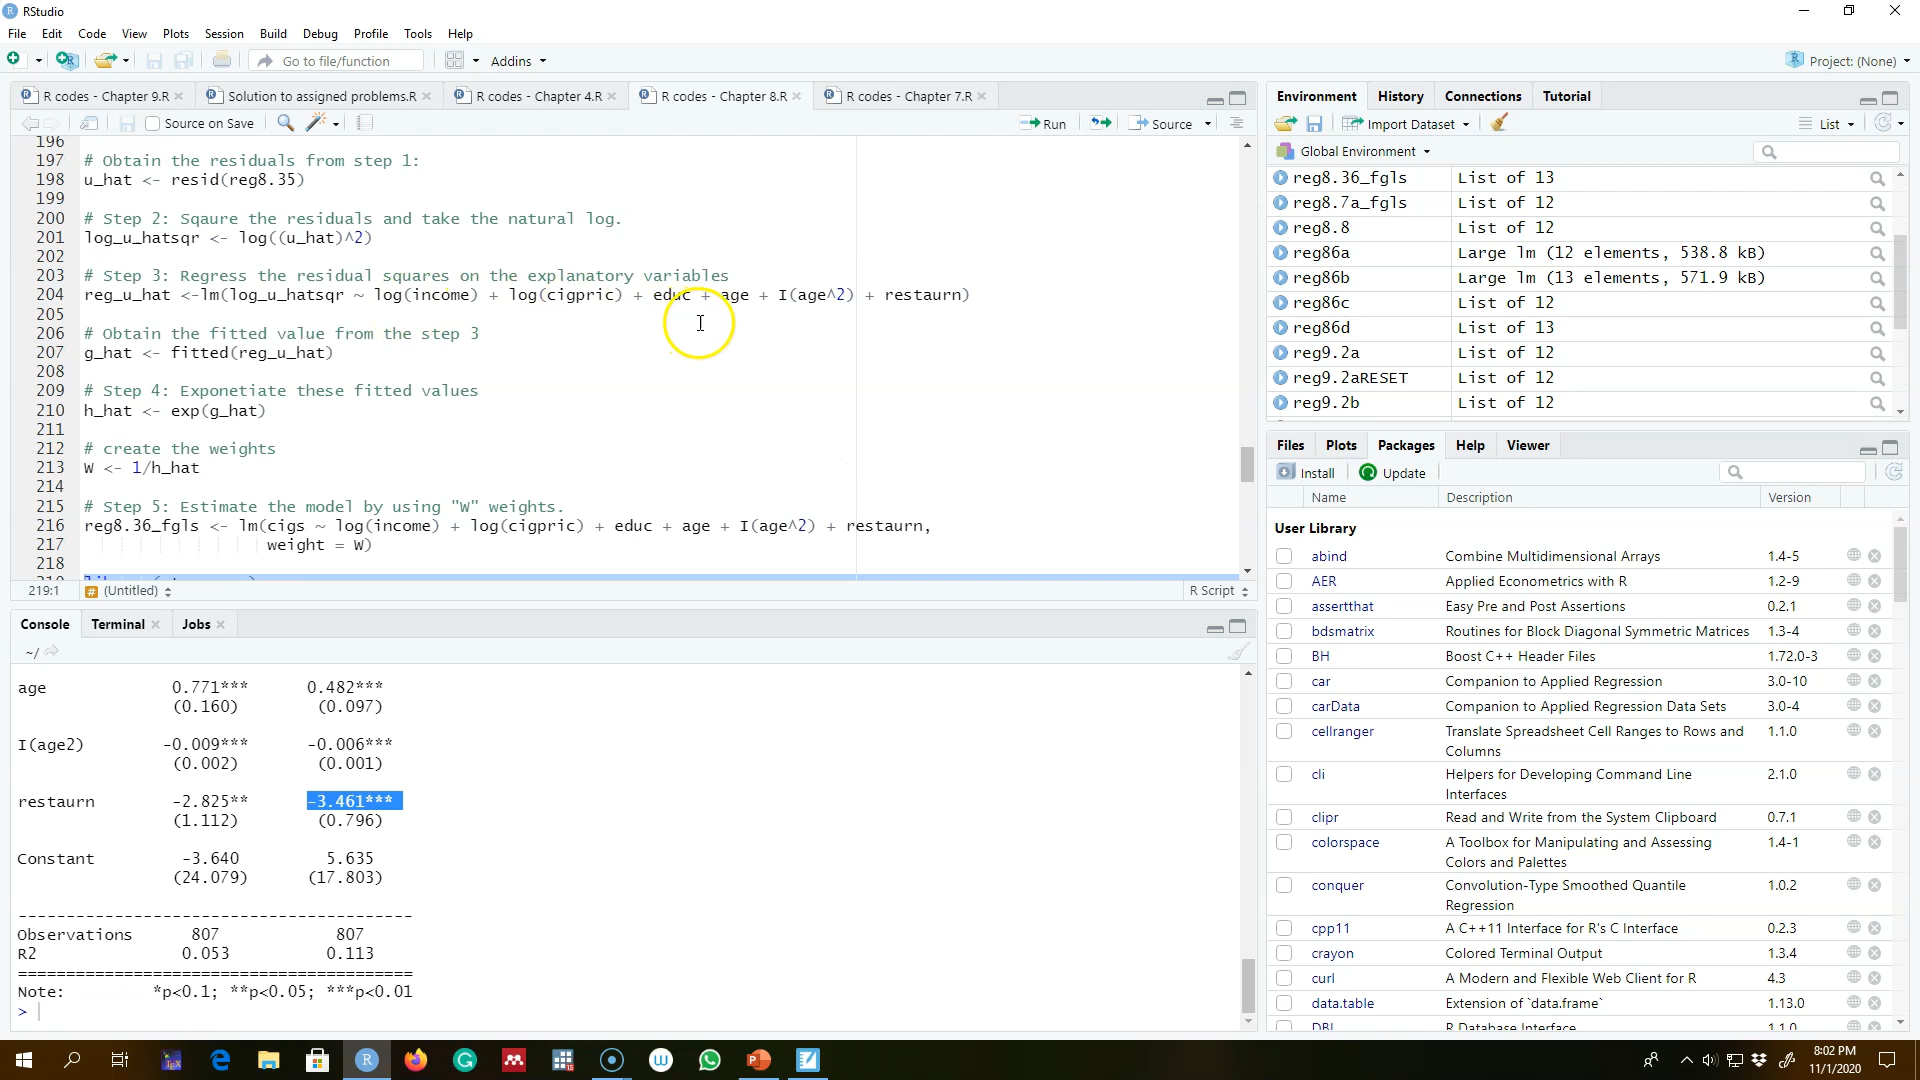 RStudio
File Edit Code View Plots Session Build Debug Profile Tools Help
Go to file/function Addins Project: (None)
R codes - Chapter 9.R Solution to assigned problems.R R codes - Chapter 4.R R codes - Chapter 8.R R codes - Chapter 7.R
Source on Save Run Source
196
197 # Obtain the residuals from step 1:
198 u_hat <- resid(reg8.35)
199
200 # Step 2: Sqaure the residuals and take the natural log.
201 log_u_hatsqr <- log((u_hat)^2)
202
203 # Step 3: Regress the residual squares on the explanatory variables
204 reg_u_hat <-lm(log_u_hatsqr ~ log(income) + log(cigpric) + educ + age + I(age^2) + restaurn)
205
206 # Obtain the fitted value from the step 3
207 g_hat <- fitted(reg_u_hat)
208
209 # Step 4: Exponetiate these fitted values
210 h_hat <- exp(g_hat)
211
212 # create the weights
213 W <- 1/h_hat
214
215 # Step 5: Estimate the model by using "W" weights.
216 reg8.36_fgls <- lm(cigs ~ log(income) + log(cigpric) + educ + age + I(age^2) + restaurn,
217 weight = W)
218
219:1 (Untitled) R Script
Console Terminal Jobs
~/
age 0.771*** 0.482***
(0.160) (0.097)
I(age2) -0.009*** -0.006***
(0.002) (0.001)
restaurn -2.825** -3.461***
(1.112) (0.796)
Constant -3.640 5.635
(24.079) (17.803)
-----------------------------------------
Observations 807 807
R2 0.053 0.113
=========================================
Note: *p<0.1; **p<0.05; ***p<0.01
>
Environment History Connections Tutorial
Import Dataset List
Global Environment
reg8.36_fgls List of 13
reg8.7a_fgls List of 12
reg8.8 List of 12
reg86a Large lm (12 elements, 538.8 kB)
reg86b Large lm (13 elements, 571.9 kB)
reg86c List of 12
reg86d List of 13
reg9.2a List of 12
reg9.2aRESET List of 12
reg9.2b List of 12
Files Plots Packages Help Viewer
Install Update
Name Description Version
User Library
abind Combine Multidimensional Arrays 1.4-5
AER Applied Econometrics with R 1.2-9
assertthat Easy Pre and Post Assertions 0.2.1
bdsmatrix Routines for Block Diagonal Symmetric Matrices 1.3-4
BH Boost C++ Header Files 1.72.0-3
car Companion to Applied Regression 3.0-10
carData Companion to Applied Regression Data Sets 3.0-4
cellranger Translate Spreadsheet Cell Ranges to Rows and 1.1.0
Columns
cli Helpers for Developing Command Line 2.1.0
Interfaces
clipr Read and Write from the System Clipboard 0.7.1
colorspace A Toolbox for Manipulating and Assessing 1.4-1
Colors and Palettes
conquer Convolution-Type Smoothed Quantile 1.0.2
Regression
cpp11 A C++11 Interface for R's C Interface 0.2.3
crayon Colored Terminal Output 1.3.4
curl A Modern and Flexible Web Client for R 4.3
data.table Extension of `data.frame` 1.13.0
DBI R Database Interface 1.1.0
8:02 PM
11/1/2020